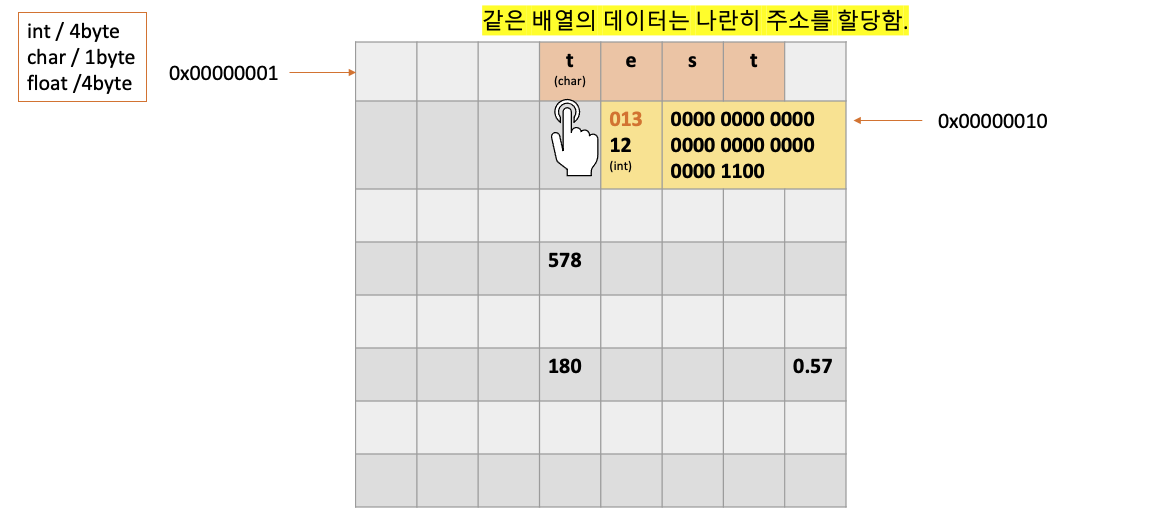 같은 배열의 데이터는 나란히 주소를 할당함.
int / 4byte
char / 1byte
float /4byte
0x00000001
t e s t
(char)
013
12
(int)
0000 0000 0000
0000 0000 0000
0000 1100
0x00000010
578
180
0.57